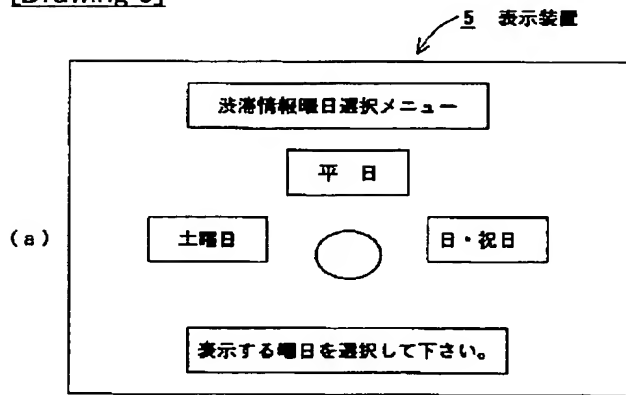 5 表示装置
渋滞情報曜日選択メニュー
平 日
(a)
土曜日
日・祝日
表示する曜日を選択して下さい。